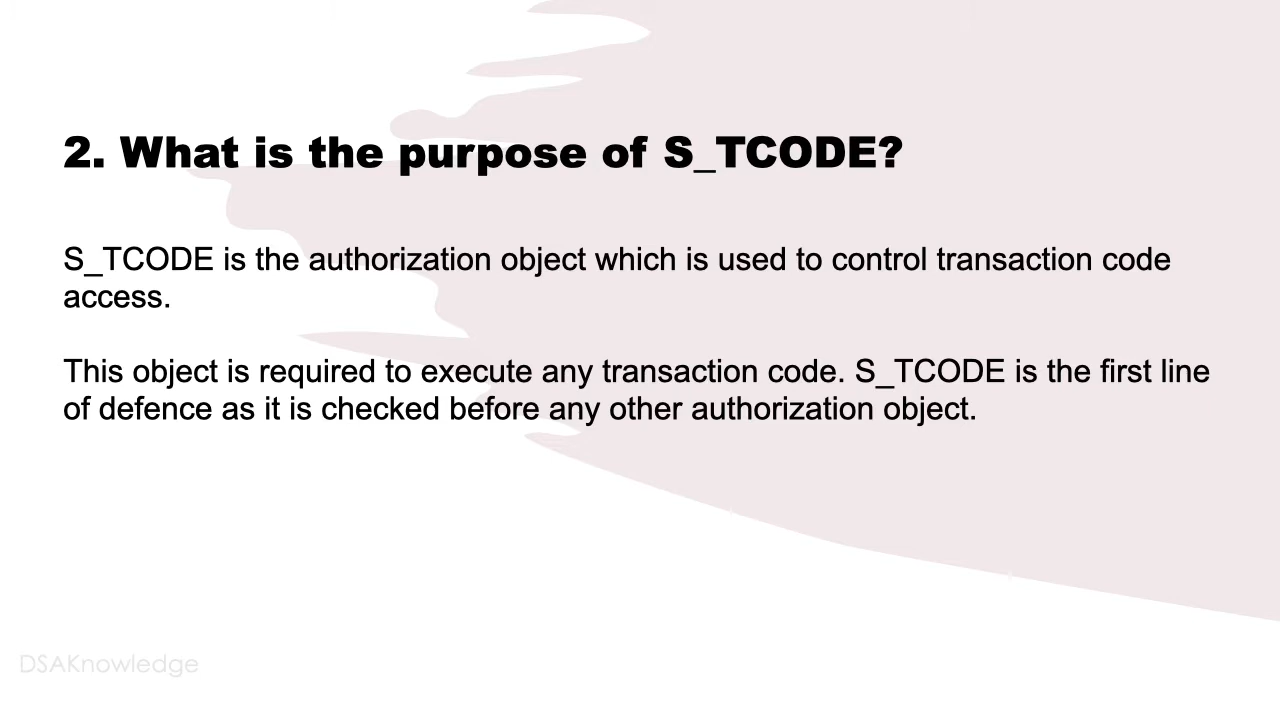 2. What is the purpose of S_TCODE?
S_TCODE is the authorization object which is used to control transaction code
access.
This object is required to execute any transaction code. S_TCODE is the first line
of defence as it is checked before any other authorization object.
DSAKnowledge